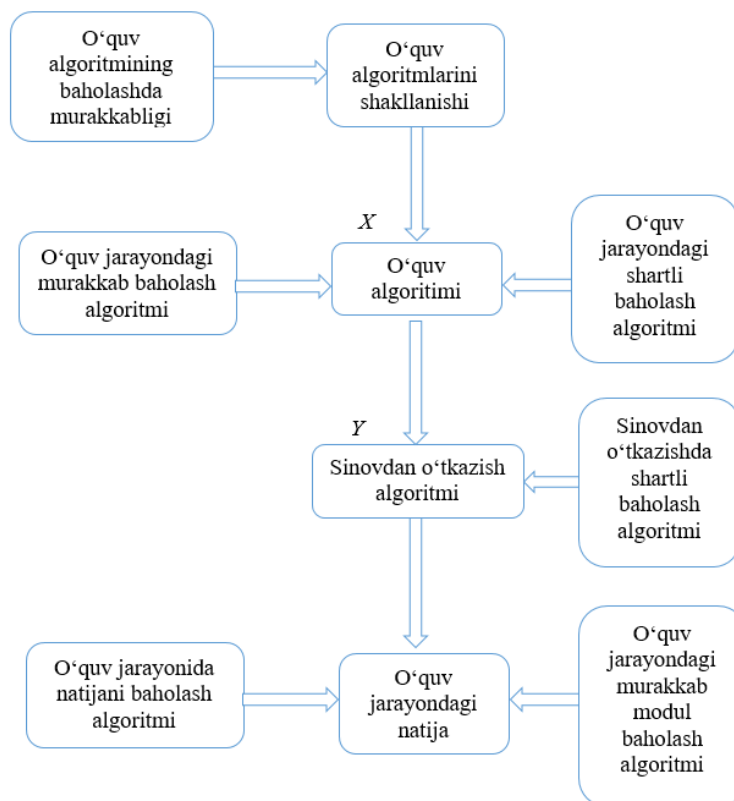 O‘quv
algoritmining
baholashda
murakkabligi
O‘quv
algoritmlarini
shakllanishi
X
O‘quv jarayondagi
murakkab baholash
algoritmi
O‘quv
algoritimi
O‘quv
jarayondagi
shartli
baholash
algoritmi
Y
Sinovdan o‘tkazish
algoritmi
Sinovdan
o‘tkazishda
shartli
baholash
algoritmi
O‘quv jarayonida
natijani baholash
algoritmi
O‘quv
jarayondagi
natija
O‘quv
jarayondagi
murakkab
modul
baholash
algoritmi